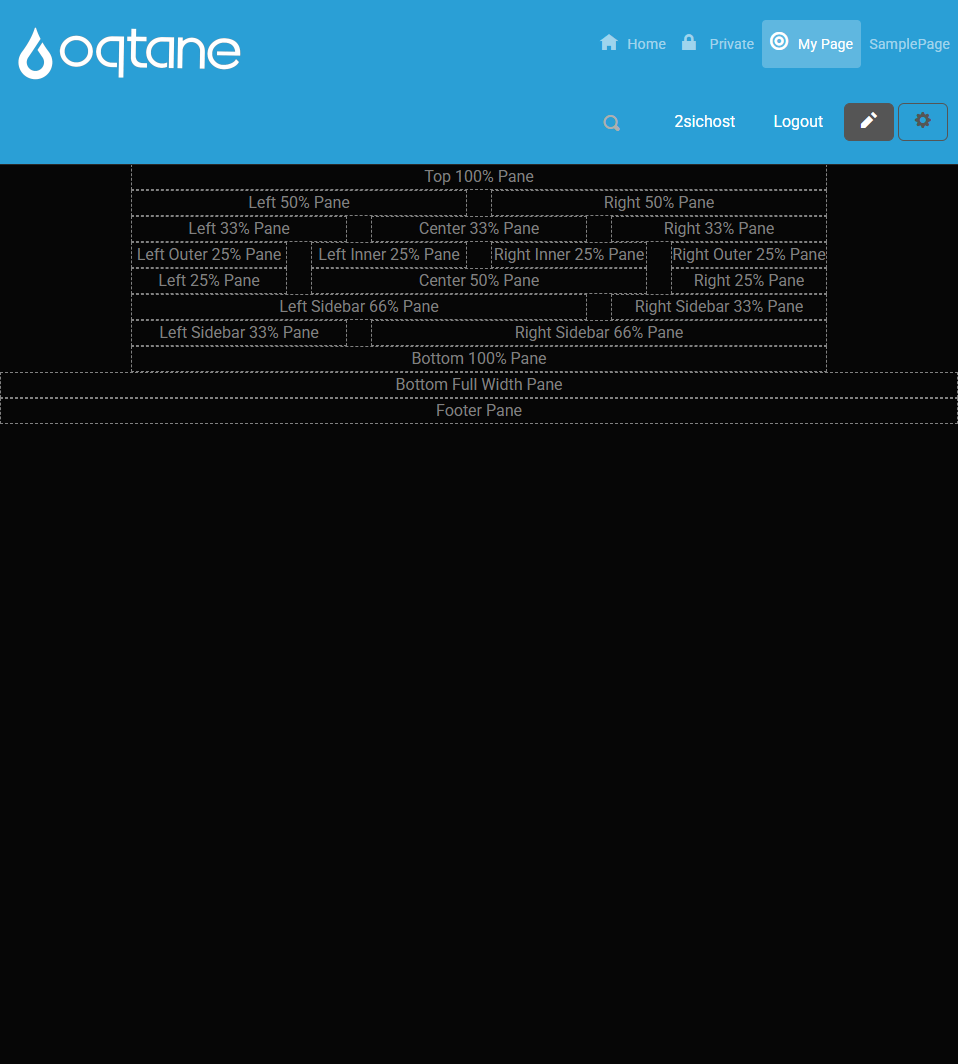 oqtane
Home Private My Page SamplePage
2sichost Logout
Top 100% Pane
Left 50% Pane Right 50% Pane
Left 33% Pane Center 33% Pane Right 33% Pane
Left Outer 25% Pane Left Inner 25% Pane Right Inner 25% Pane Right Outer 25% Pane
Left 25% Pane Center 50% Pane Right 25% Pane
Left Sidebar 66% Pane Right Sidebar 33% Pane
Left Sidebar 33% Pane Right Sidebar 66% Pane
Bottom 100% Pane
Bottom Full Width Pane
Footer Pane